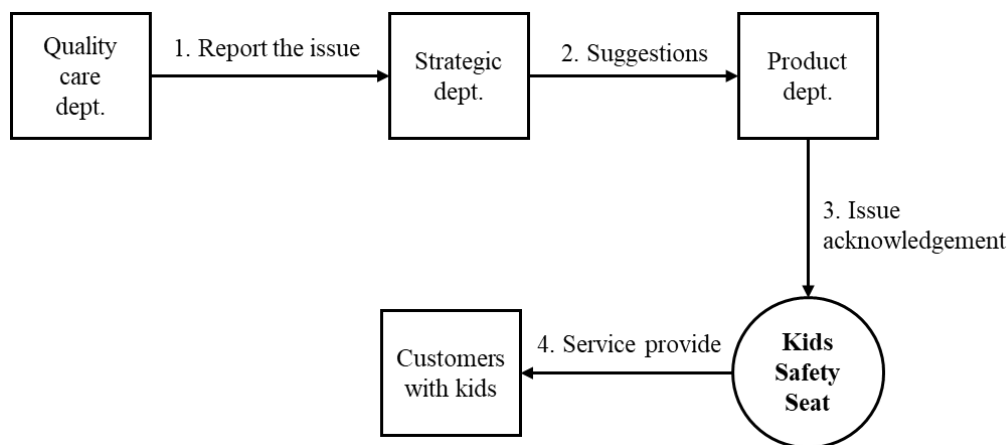 Quality
care
dept.
1. Report the issue
Strategic
dept.
2. Suggestions
Product
dept.
3. Issue
acknowledgement
Kids
Safety
Seat
4. Service provide
Customers
with kids